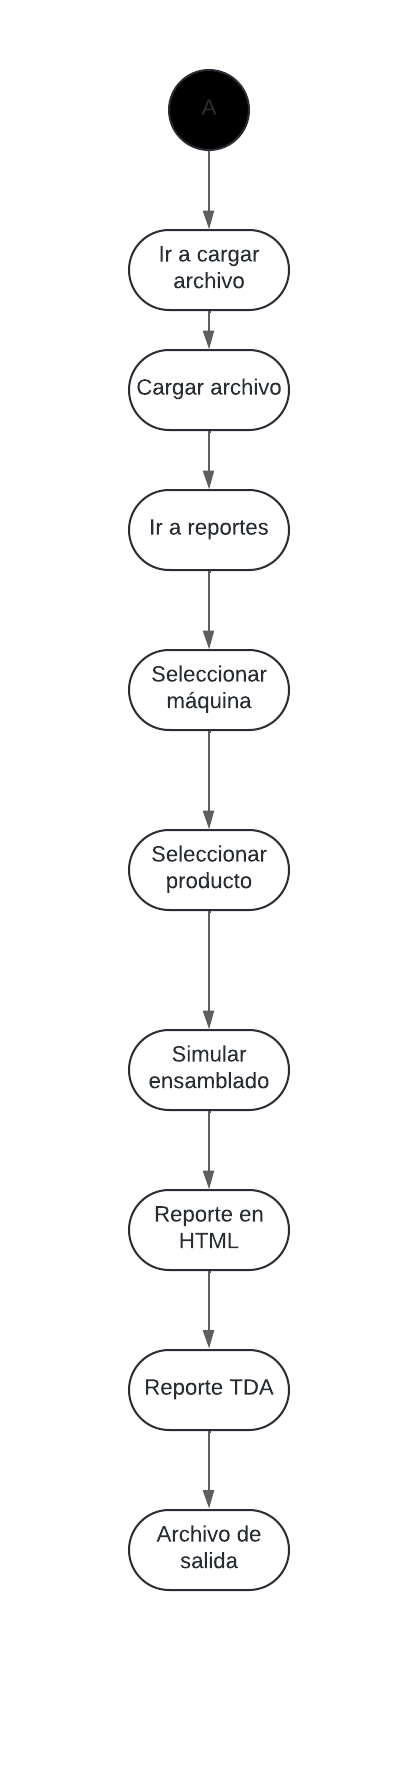 A
Ir a cargar
archivo
Cargar archivo
Ir a reportes
Seleccionar
máquina
Seleccionar
producto
Simular
ensamblado
Reporte en
HTML
Reporte TDA
Archivo de
salida